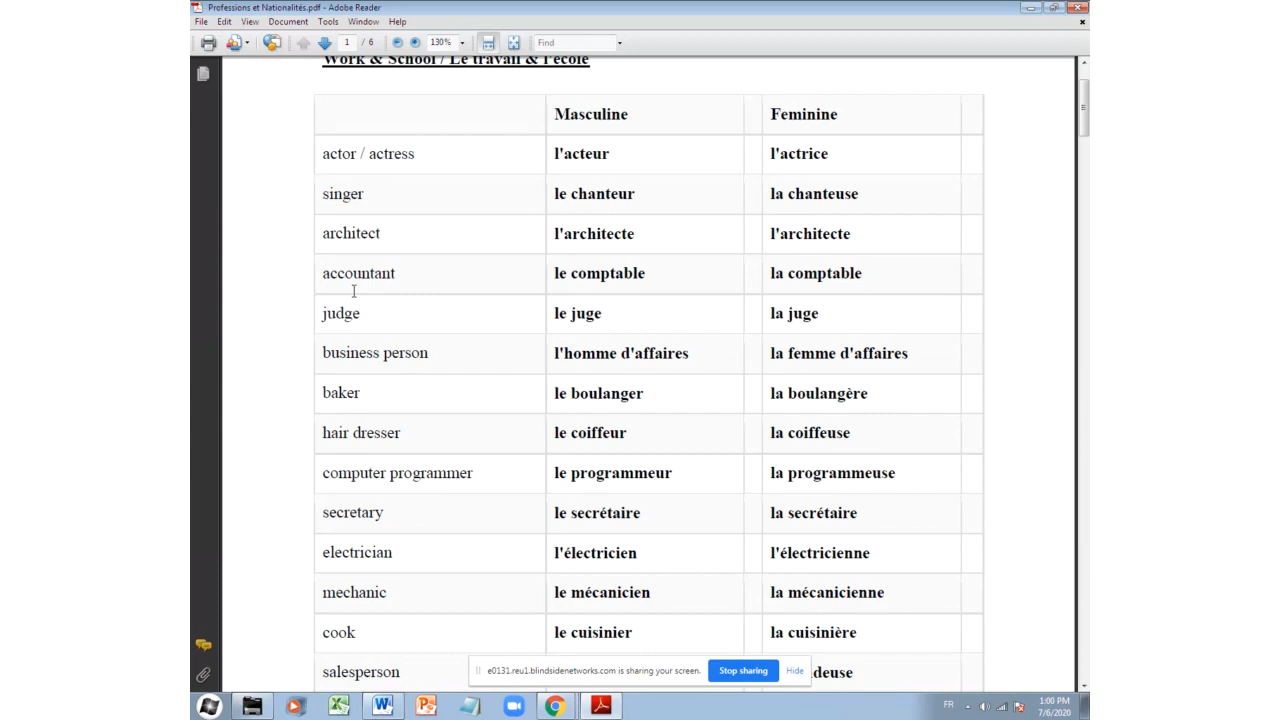 Professions et Nationalités.pdf - Adobe Reader
File Edit View Document Tools Window Help
1 / 6 130% Find
Work & School / Le travail & l'école
Masculine Feminine
actor / actress l'acteur l'actrice
singer le chanteur la chanteuse
architect l'architecte l'architecte
accountant le comptable la comptable
judge le juge la juge
business person l'homme d'affaires la femme d'affaires
baker le boulanger la boulangère
hair dresser le coiffeur la coiffeuse
computer programmer le programmeur la programmeuse
secretary le secrétaire la secrétaire
electrician l'électricien l'électricienne
mechanic le mécanicien la mécanicienne
cook le cuisinier la cuisinière
e0131.reu1.blindsidenetworks.com is sharing your screen. Stop sharing Hide
salesperson deuse
FR 1:00 PM
7/6/2020